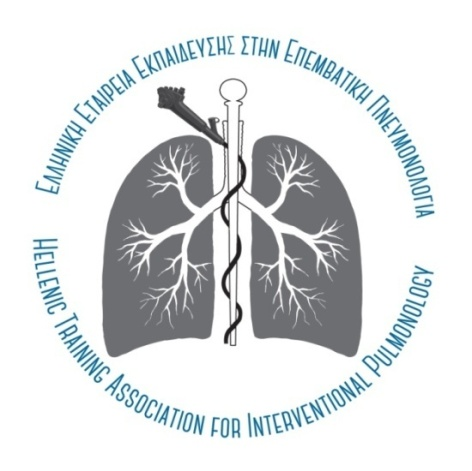 Ελληνικη Εταιρεια Εκπαιδευσης στην Επεμβατικη Πνευμονολογια
Hellenic Training Association for Interventional Pulmonology